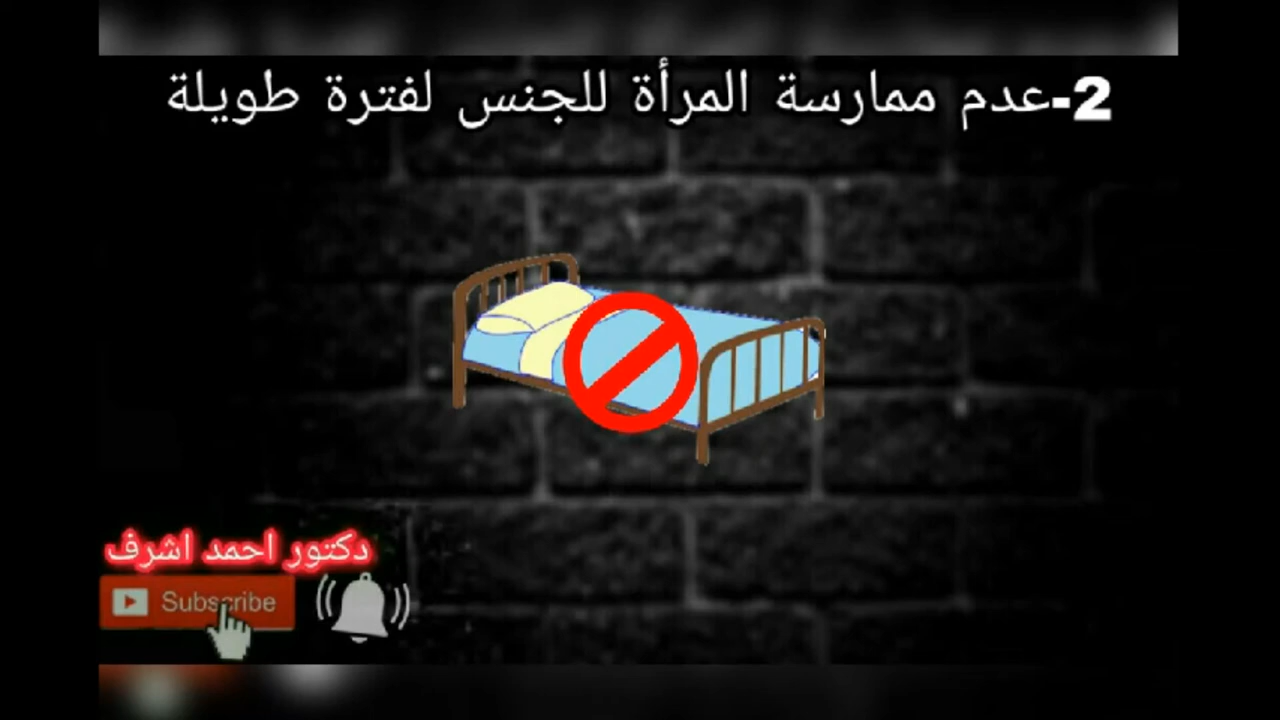 2-عدم ممارسة المرأة للجنس لفترة طويلة
دكتور احمد اشرف
Subscribe